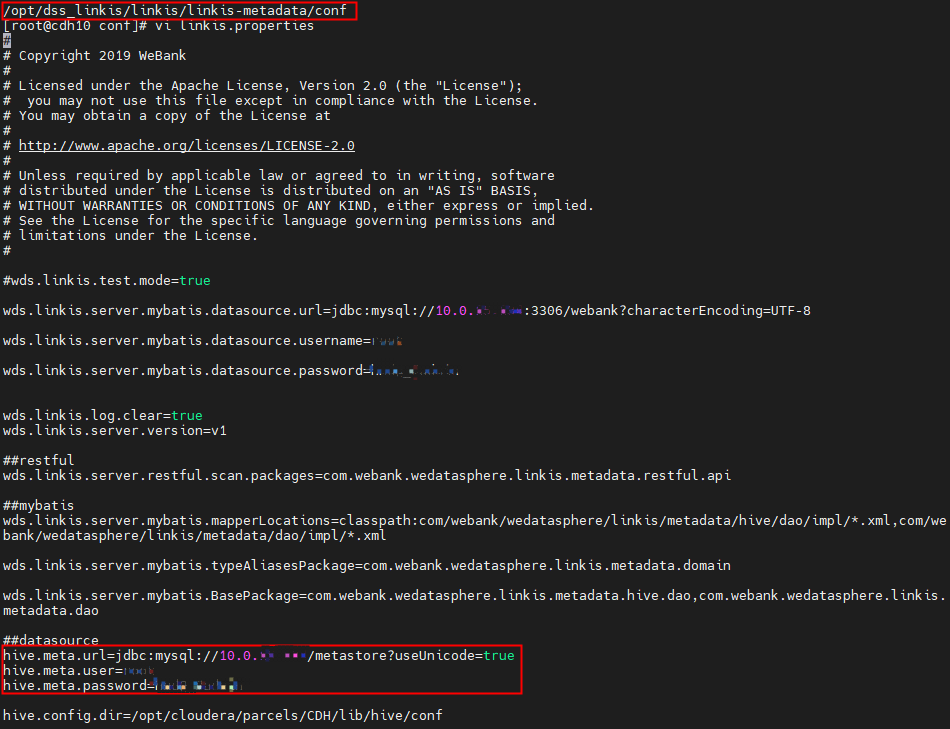 /opt/dss_linkis/linkis/linkis-metadata/conf
[root@cdh10 conf]# vi linkis.properties
#
# Copyright 2019 WeBank
#
# Licensed under the Apache License, Version 2.0 (the "License");
#  you may not use this file except in compliance with the License.
# You may obtain a copy of the License at
#
# http://www.apache.org/licenses/LICENSE-2.0
#
# Unless required by applicable law or agreed to in writing, software
# distributed under the License is distributed on an "AS IS" BASIS,
# WITHOUT WARRANTIES OR CONDITIONS OF ANY KIND, either express or implied.
# See the License for the specific language governing permissions and
# limitations under the License.
#
#wds.linkis.test.mode=true
wds.linkis.server.mybatis.datasource.url=jdbc:mysql://10.0. :3306/webank?characterEncoding=UTF-8
wds.linkis.server.mybatis.datasource.username=
wds.linkis.server.mybatis.datasource.password=
wds.linkis.log.clear=true
wds.linkis.server.version=v1
##restful
wds.linkis.server.restful.scan.packages=com.webank.wedatasphere.linkis.metadata.restful.api
##mybatis
wds.linkis.server.mybatis.mapperLocations=classpath:com/webank/wedatasphere/linkis/metadata/hive/dao/impl/*.xml,com/we
bank/wedatasphere/linkis/metadata/dao/impl/*.xml
wds.linkis.server.mybatis.typeAliasesPackage=com.webank.wedatasphere.linkis.metadata.domain
wds.linkis.server.mybatis.BasePackage=com.webank.wedatasphere.linkis.metadata.hive.dao,com.webank.wedatasphere.linkis.
metadata.dao
##datasource
hive.meta.url=jdbc:mysql://10.0. /metastore?useUnicode=true
hive.meta.user=
hive.meta.password=
hive.config.dir=/opt/cloudera/parcels/CDH/lib/hive/conf